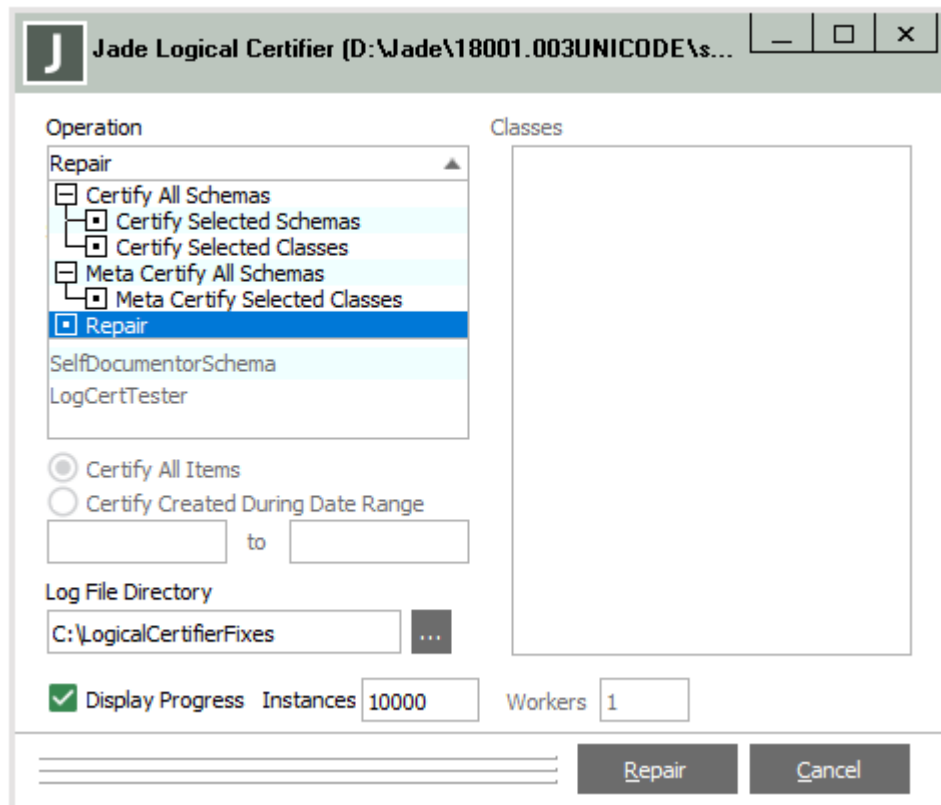 J
Jade Logical Certifier (D:\Jade\18001.003UNICODE\s...
Operation
Classes
Repair
Certify All Schemas
Certify Selected Schemas
Certify Selected Classes
Meta Certify All Schemas
Meta Certify Selected Classes
Repair
SelfDocumentorSchema
LogCertTester
Certify All Items
Certify Created During Date Range
to
Log File Directory
C:\LogicalCertifierFixes
...
Display Progress Instances 10000 Workers 1
Repair Cancel